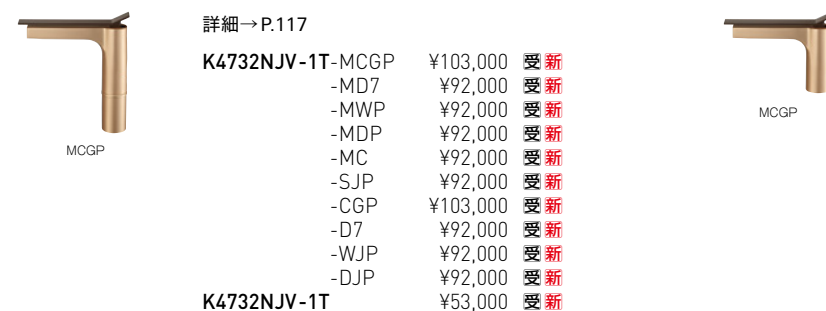 詳細→P.117
K4732NJV-1T-MCGP ¥103,000 受 新
-MD7 ¥92,000 受 新
-MWP ¥92,000 受 新
-MDP ¥92,000 受 新
-MC ¥92,000 受 新
-SJP ¥92,000 受 新
-CGP ¥103,000 受 新
-D7 ¥92,000 受 新
-WJP ¥92,000 受 新
-DJP ¥92,000 受 新
K4732NJV-1T ¥53,000 受 新
MCGP
MCGP